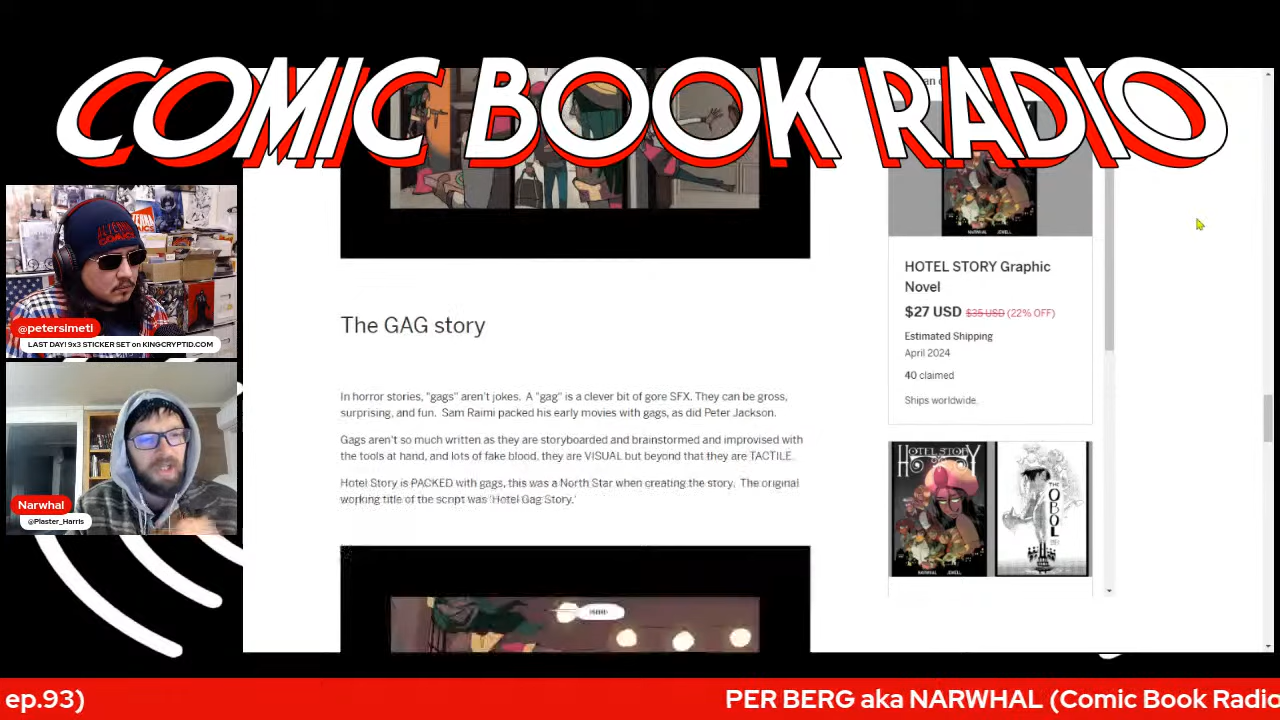 COMIC BOOK RADIO
ALTERNA
COMICS
@petersimeti
LAST DAY! 9x3 STICKER SET on KINGCRYPTID.COM
Narwhal
@Plaster_Harris
The GAG story
In horror stories, "gags" aren't jokes. A "gag" is a clever bit of gore SFX. They can be gross,
surprising, and fun. Sam Raimi packed his early movies with gags, as did Peter Jackson.
Gags aren't so much written as they are storyboarded and brainstormed and improvised with
the tools at hand, and lots of fake blood, they are VISUAL but beyond that they are TACTILE.
Hotel Story is PACKED with gags, this was a North Star when creating the story. The original
working title of the script was 'Hotel Gag Story.'
NARWHAL JEWELL
HOTEL STORY Graphic
Novel
$27 USD $35 USD (22% OFF)
Estimated Shipping
April 2024
40 claimed
Ships worldwide.
HOTEL STORY
NARWHAL JEWELL
THE
OBOL
ep.93)
PER BERG aka NARWHAL (Comic Book Radio